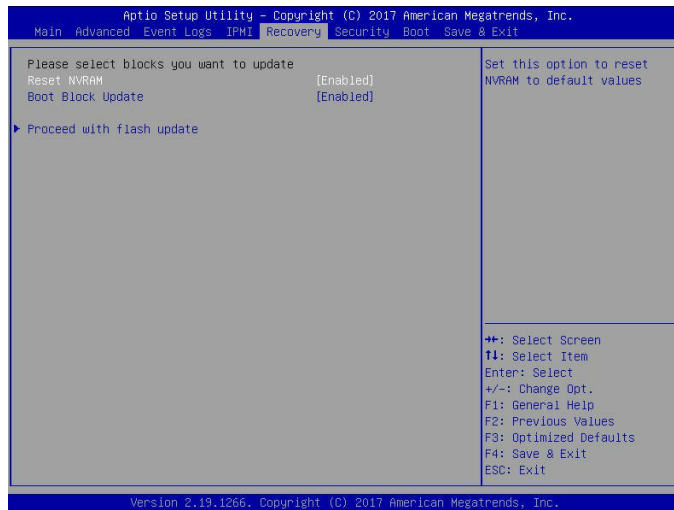 Aptio Setup Utility – Copyright (C) 2017 American Megatrends, Inc.
Main Advanced Event Logs IPMI Recovery Security Boot Save & Exit
Please select blocks you want to update
Reset NVRAM [Enabled]
Boot Block Update [Enabled]
▶ Proceed with flash update
Set this option to reset
NVRAM to default values
→←: Select Screen
↑↓: Select Item
Enter: Select
+/-: Change Opt.
F1: General Help
F2: Previous Values
F3: Optimized Defaults
F4: Save & Exit
ESC: Exit
Version 2.19.1266. Copyright (C) 2017 American Megatrends, Inc.